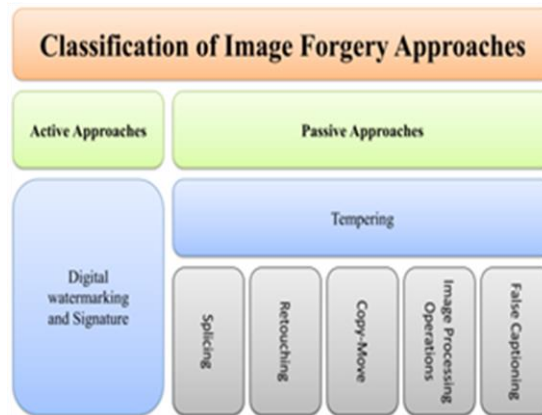 Classification of Image Forgery Approaches
Active Approaches
Passive Approaches
Digital
watermarking
and Signature
Tempering
Splicing
Retouching
Copy-Move
Image Processing
Operations
False Captioning